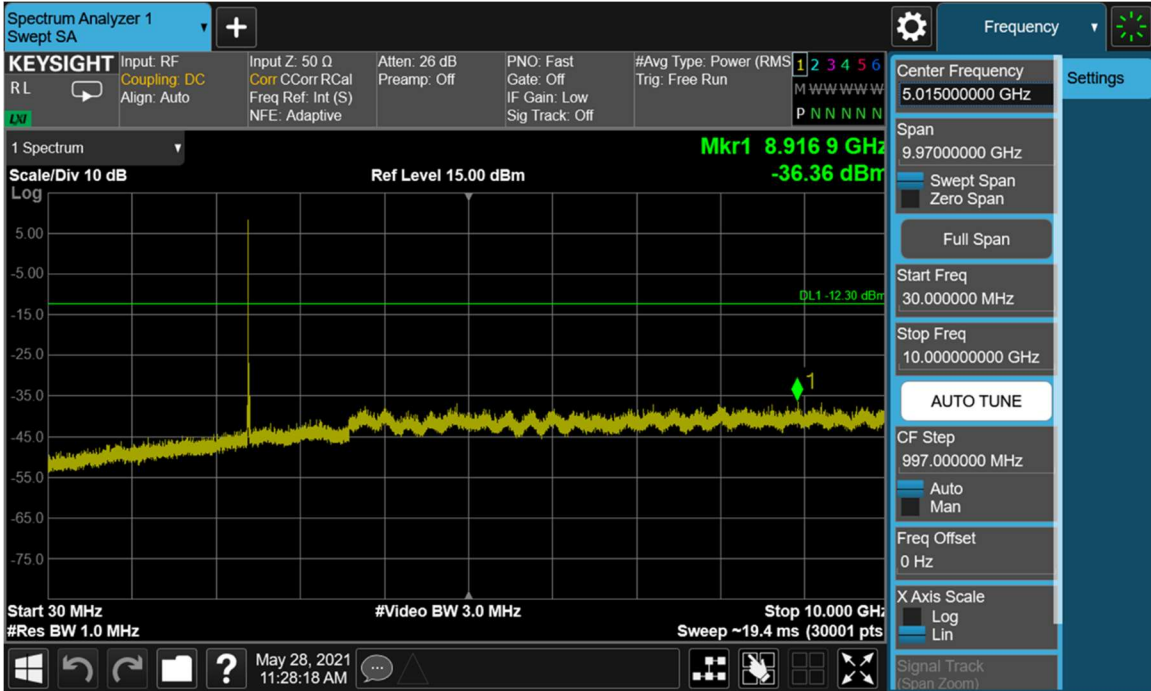 Spectrum Analyzer 1
Swept SA
Frequency
KEYSIGHT
R L
LXI
Input: RF
Coupling: DC
Align: Auto
Input Z: 50 Ω
Corr CCorr RCal
Freq Ref: Int (S)
NFE: Adaptive
Atten: 26 dB
Preamp: Off
PNO: Fast
Gate: Off
IF Gain: Low
Sig Track: Off
#Avg Type: Power (RMS
Trig: Free Run
1 2 3 4 5 6
M W W W W W
P N N N N N
Center Frequency
5.015000000 GHz
Settings
1 Spectrum
Mkr1 8.916 9 GHz
-36.36 dBm
Scale/Div 10 dB
Ref Level 15.00 dBm
Log
5.00
-5.00
-15.0
-25.0
-35.0
-45.0
-55.0
-65.0
-75.0
DL1 -12.30 dBm
1
Start 30 MHz
#Video BW 3.0 MHz
Stop 10.000 GHz
#Res BW 1.0 MHz
Sweep ~19.4 ms (30001 pts
Span
9.97000000 GHz
Swept Span
Zero Span
Full Span
Start Freq
30.000000 MHz
Stop Freq
10.000000000 GHz
AUTO TUNE
CF Step
997.000000 MHz
Auto
Man
Freq Offset
0 Hz
X Axis Scale
Log
Lin
Signal Track
(Span Zoom)
?
May 28, 2021
11:28:18 AM